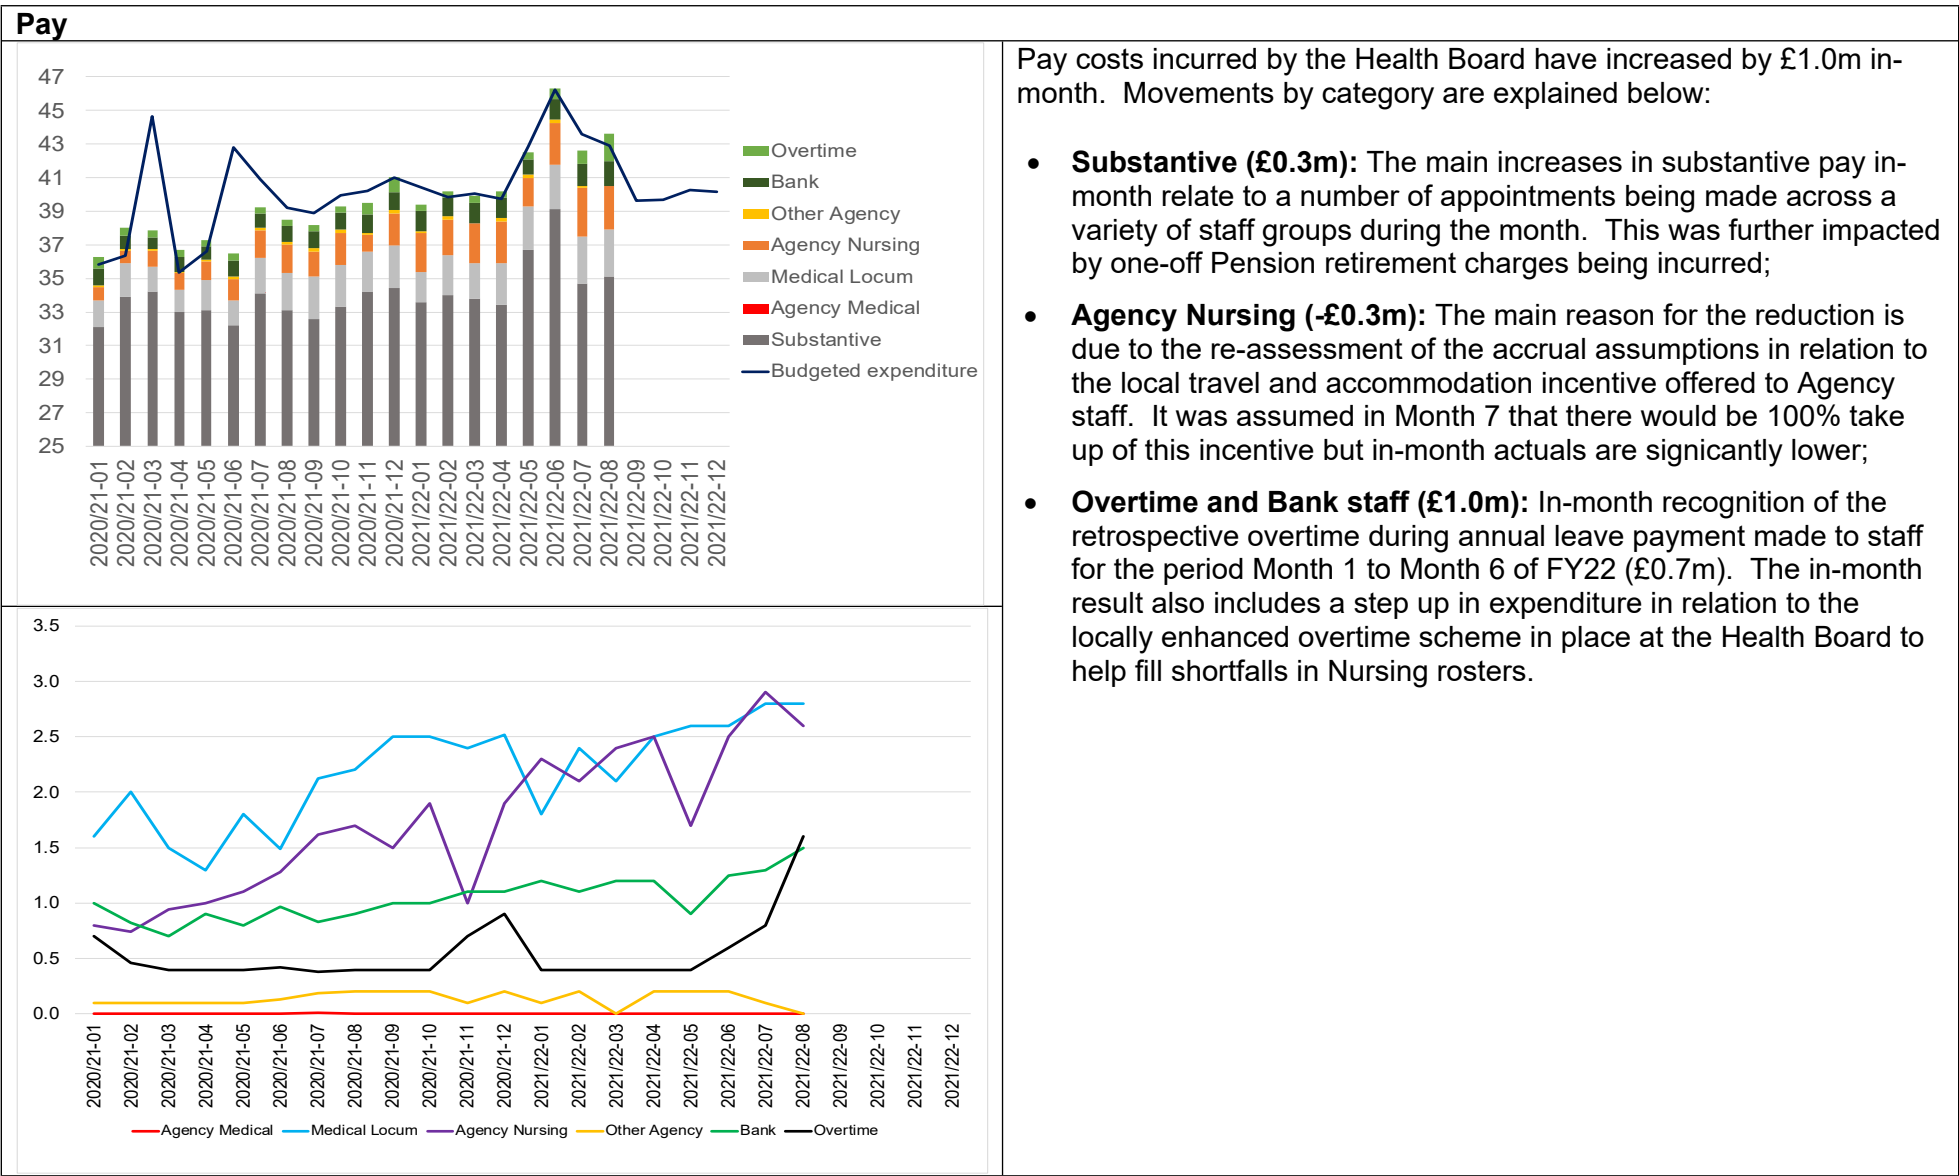 Pay
47
45
43
41
39
37
35
33
31
29
27
25
2020/21-01
2020/21-02
2020/21-03
2020/21-04
2020/21-05
2020/21-06
2020/21-07
2020/21-08
2020/21-09
2020/21-10
2020/21-11
2020/21-12
2021/22-01
2021/22-02
2021/22-03
2021/22-04
2021/22-05
2021/22-06
2021/22-07
2021/22-08
2021/22-09
2021/22-10
2021/22-11
2021/22-12
Overtime
Bank
Other Agency
Agency Nursing
Medical Locum
Agency Medical
Substantive
Budgeted expenditure
3.5
3.0
2.5
2.0
1.5
1.0
0.5
0.0
2020/21-01
2020/21-02
2020/21-03
2020/21-04
2020/21-05
2020/21-06
2020/21-07
2020/21-08
2020/21-09
2020/21-10
2020/21-11
2020/21-12
2021/22-01
2021/22-02
2021/22-03
2021/22-04
2021/22-05
2021/22-06
2021/22-07
2021/22-08
2021/22-09
2021/22-10
2021/22-11
2021/22-12
Agency Medical Medical Locum Agency Nursing Other Agency Bank Overtime
Pay costs incurred by the Health Board have increased by £1.0m in-
month. Movements by category are explained below:
• Substantive (£0.3m): The main increases in substantive pay in-
month relate to a number of appointments being made across a
variety of staff groups during the month. This was further impacted
by one-off Pension retirement charges being incurred;
• Agency Nursing (-£0.3m): The main reason for the reduction is
due to the re-assessment of the accrual assumptions in relation to
the local travel and accommodation incentive offered to Agency
staff. It was assumed in Month 7 that there would be 100% take
up of this incentive but in-month actuals are signicantly lower;
• Overtime and Bank staff (£1.0m): In-month recognition of the
retrospective overtime during annual leave payment made to staff
for the period Month 1 to Month 6 of FY22 (£0.7m). The in-month
result also includes a step up in expenditure in relation to the
locally enhanced overtime scheme in place at the Health Board to
help fill shortfalls in Nursing rosters.